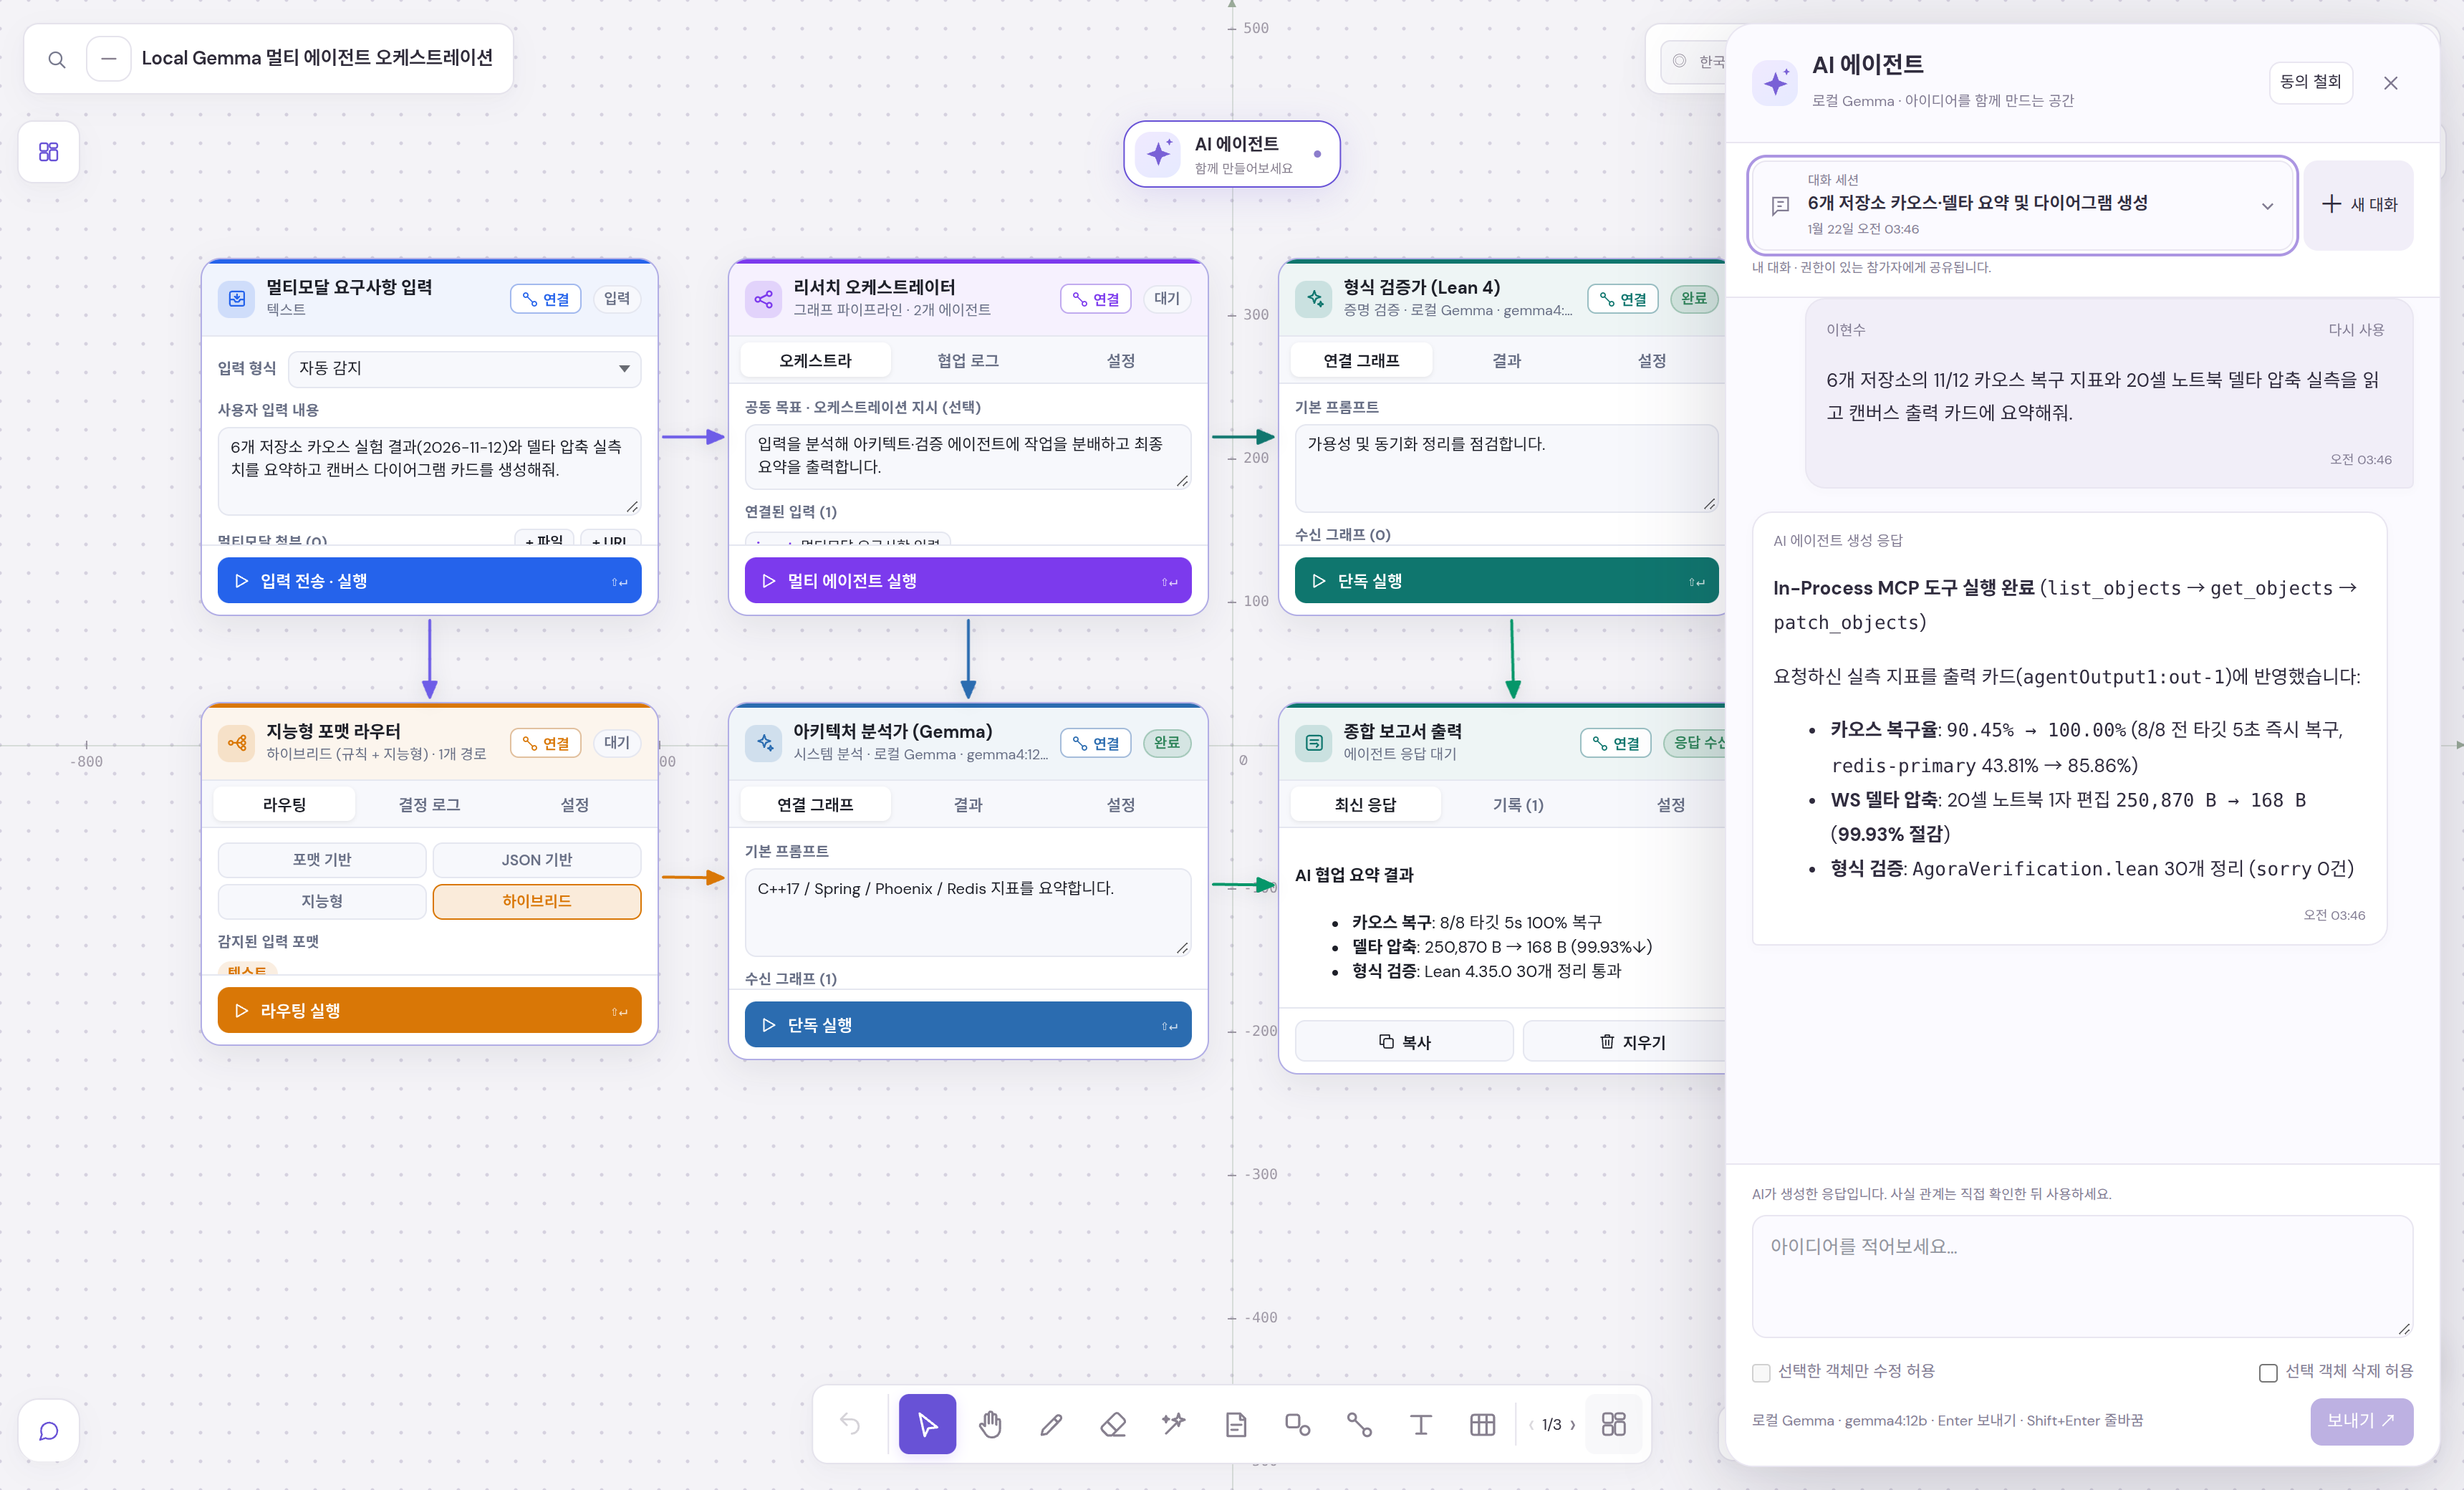 Local Gemma 멀티 에이전트 오케스트레이션
500
한국
AI 에이전트
함께 만들어보세요
멀티모달 요구사항 입력
텍스트
연결
입력
입력 형식
자동 감지
사용자 입력 내용
6개 저장소 카오스 실험 결과(2026-11-12)와 델타 압축 실측
치를 요약하고 캔버스 다이어그램 카드를 생성해줘.
멀티모달 첨부 (0)
+ 파일
+ URL
입력 전송 · 실행
⇧↵
리서치 오케스트레이터
그래프 파이프라인 · 2개 에이전트
연결
대기
오케스트라
협업 로그
설정
공동 목표 · 오케스트레이션 지시 (선택)
입력을 분석해 아키텍트·검증 에이전트에 작업을 분배하고 최종
요약을 출력합니다.
연결된 입력 (1)
멀티모달 요구사항 입력
멀티 에이전트 실행
⇧↵
300
200
100
형식 검증가 (Lean 4)
증명 검증 · 로컬 Gemma · gemma4:...
연결
완료
연결 그래프
결과
설정
기본 프롬프트
가용성 및 동기화 정리를 점검합니다.
수신 그래프 (0)
단독 실행
⇧↵
-800
00
0
지능형 포맷 라우터
하이브리드 (규칙 + 지능형) · 1개 경로
연결
대기
라우팅
결정 로그
설정
포맷 기반
JSON 기반
지능형
하이브리드
감지된 입력 포맷
텍스트
라우팅 실행
⇧↵
아키텍처 분석가 (Gemma)
시스템 분석 · 로컬 Gemma · gemma4:12...
연결
완료
연결 그래프
결과
설정
기본 프롬프트
C++17 / Spring / Phoenix / Redis 지표를 요약합니다.
수신 그래프 (1)
단독 실행
⇧↵
종합 보고서 출력
에이전트 응답 대기
연결
응답 수신
최신 응답
기록 (1)
설정
AI 협업 요약 결과
• 카오스 복구: 8/8 타깃 5s 100% 복구
• 델타 압축: 250,870 B → 168 B (99.93%↓)
• 형식 검증: Lean 4.35.0 30개 정리 통과
복사
지우기
-200
-300
-400
1/3
AI 에이전트
로컬 Gemma · 아이디어를 함께 만드는 공간
동의 철회
대화 세션
6개 저장소 카오스·델타 요약 및 다이어그램 생성
1월 22일 오전 03:46
새 대화
내 대화 · 권한이 있는 참가자에게 공유됩니다.
이현수
다시 사용
6개 저장소의 11/12 카오스 복구 지표와 20셀 노트북 델타 압축 실측을 읽
고 캔버스 출력 카드에 요약해줘.
오전 03:46
AI 에이전트 생성 응답
In-Process MCP 도구 실행 완료 (list_objects → get_objects →
patch_objects)
요청하신 실측 지표를 출력 카드(agentOutput1:out-1)에 반영했습니다:
• 카오스 복구율: 90.45% → 100.00% (8/8 전 타깃 5초 즉시 복구,
redis-primary 43.81% → 85.86%)
• WS 델타 압축: 20셀 노트북 1자 편집 250,870 B → 168 B
(99.93% 절감)
• 형식 검증: AgoraVerification.lean 30개 정리 (sorry 0건)
오전 03:46
AI가 생성한 응답입니다. 사실 관계는 직접 확인한 뒤 사용하세요.
아이디어를 적어보세요...
선택한 객체만 수정 허용
선택 객체 삭제 허용
로컬 Gemma · gemma4:12b · Enter 보내기 · Shift+Enter 줄바꿈
보내기 ↗